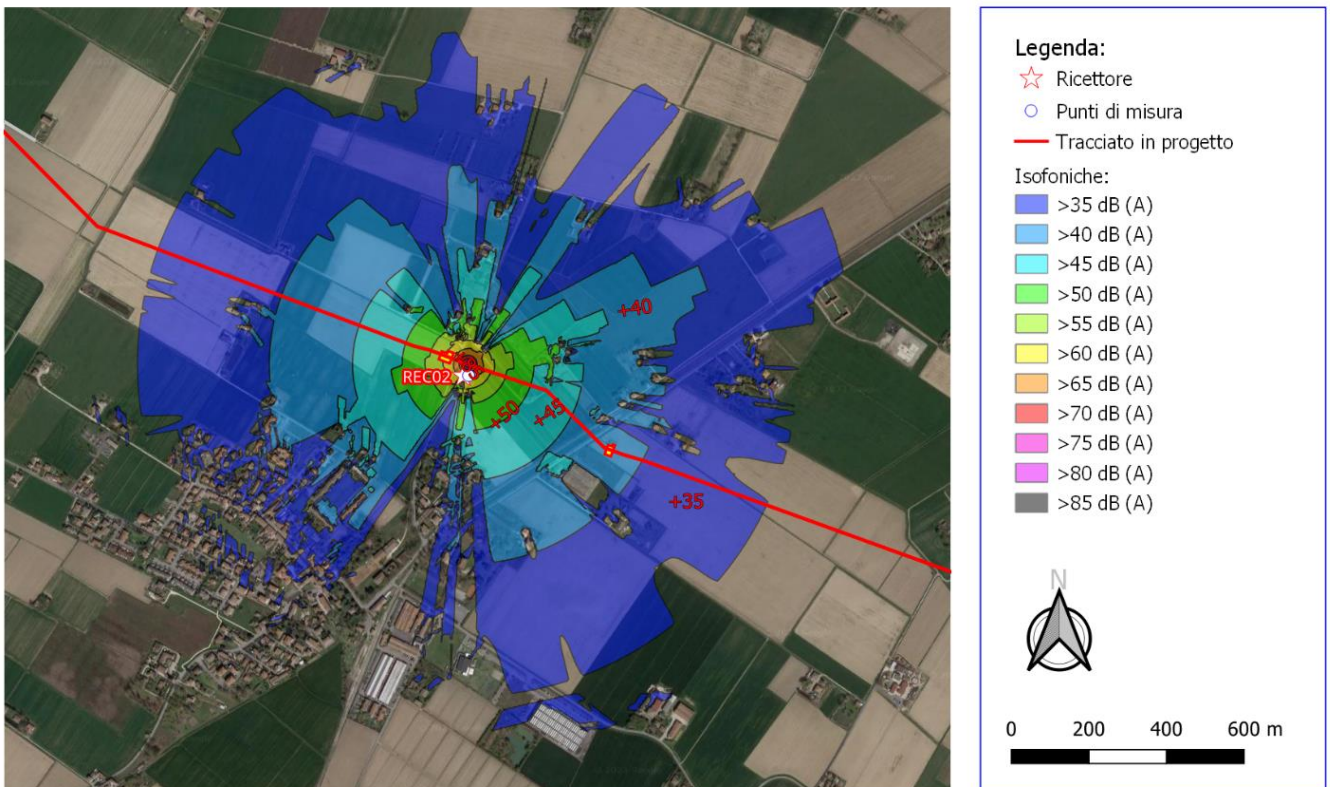 Legenda:
Ricettore
Punti di misura
Tracciato in progetto
Isofoniche:
>35 dB (A)
>40 dB (A)
>45 dB (A)
>50 dB (A)
>55 dB (A)
>60 dB (A)
>65 dB (A)
>70 dB (A)
>75 dB (A)
>80 dB (A)
>85 dB (A)
N
0 200 400 600 m
+40
REC02
+50
+45
+35